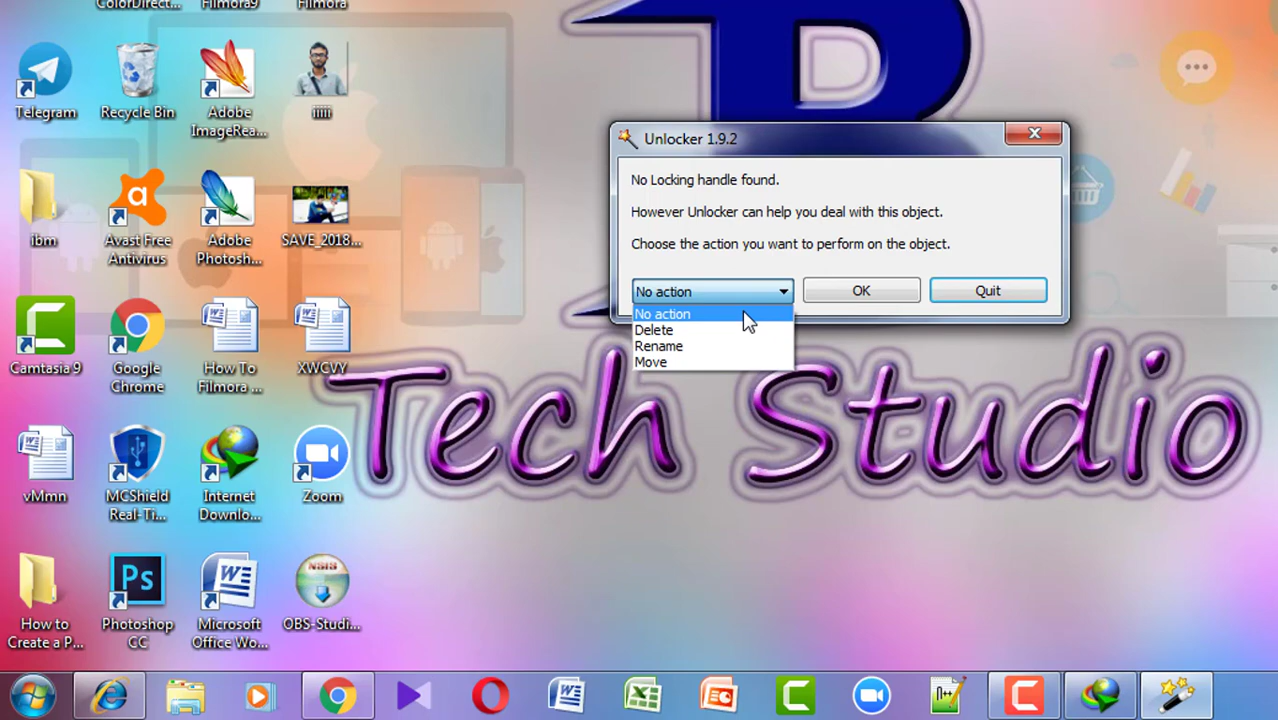 ColorDirect...
Filmora9
Filmora
Telegram
Recycle Bin
Adobe
ImageRea...
iiiii
ibm
Avast Free
Antivirus
Adobe
Photosh...
SAVE_2018...
Camtasia 9
Google
Chrome
How To
Filmora ...
XWCVY
vMmn
MCShield
Real-Ti...
Internet
Downlo...
Zoom
How to
Create a P...
Ps
Photoshop
CC
Microsoft
Office Wo...
NSIS
OBS-Studi...
Unlocker 1.9.2
No Locking handle found.
However Unlocker can help you deal with this object.
Choose the action you want to perform on the object.
No action
OK
Quit
No action
Delete
Rename
Move
Tech Studio